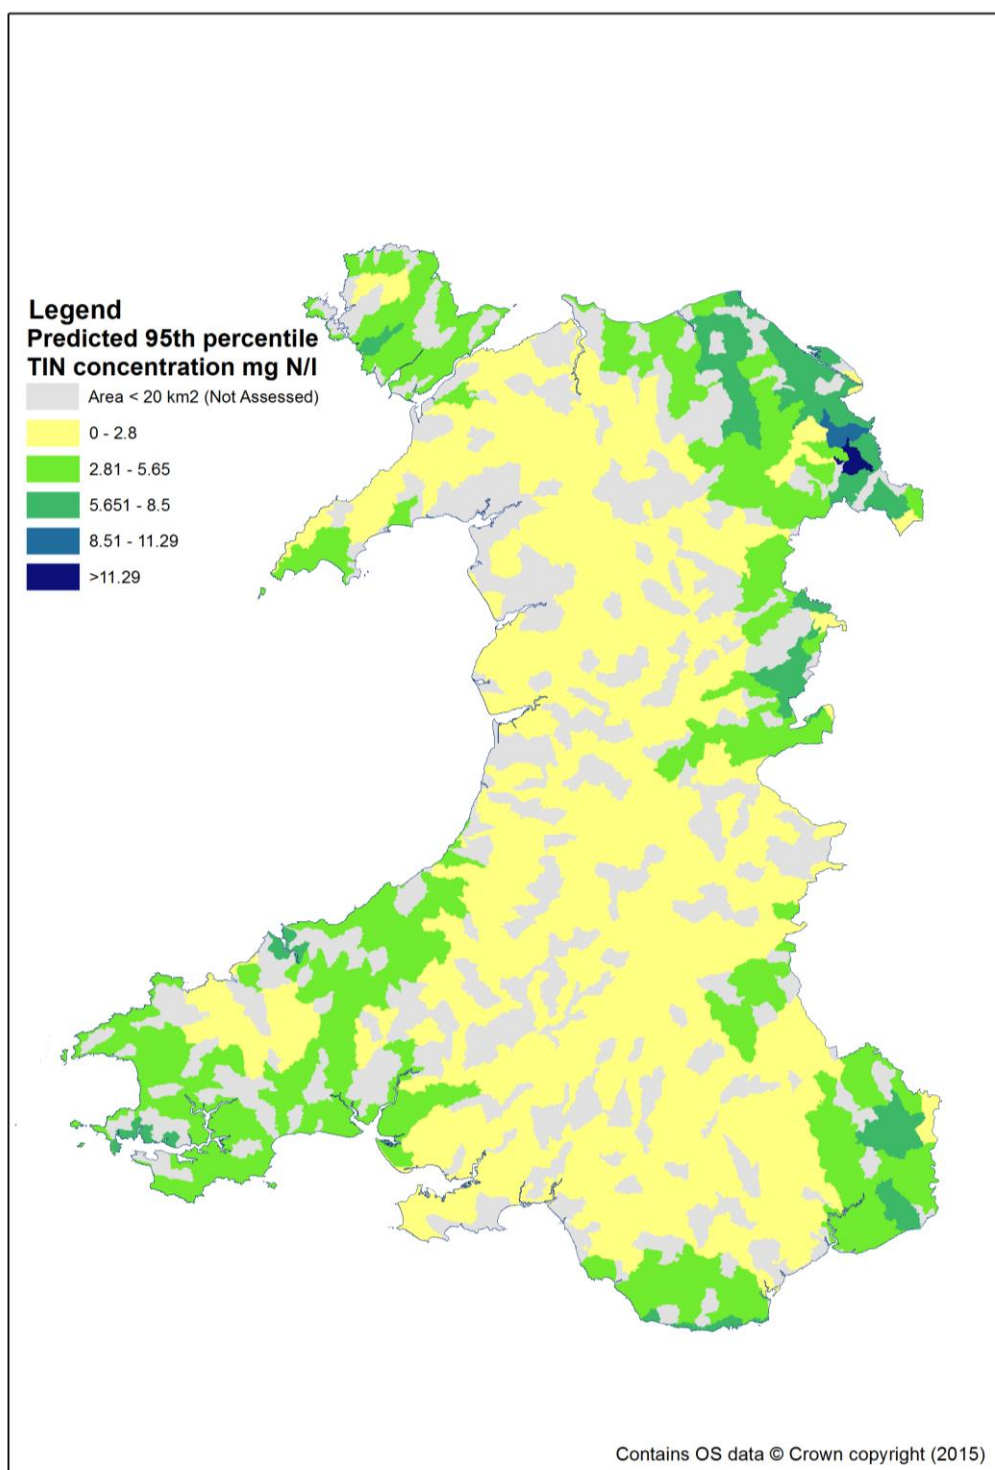 Legend
Predicted 95th percentile
TIN concentration mg N/l
Area < 20 km2 (Not Assessed)
0 - 2.8
2.81 - 5.65
5.651 - 8.5
8.51 - 11.29
>11.29
Contains OS data © Crown copyright (2015)